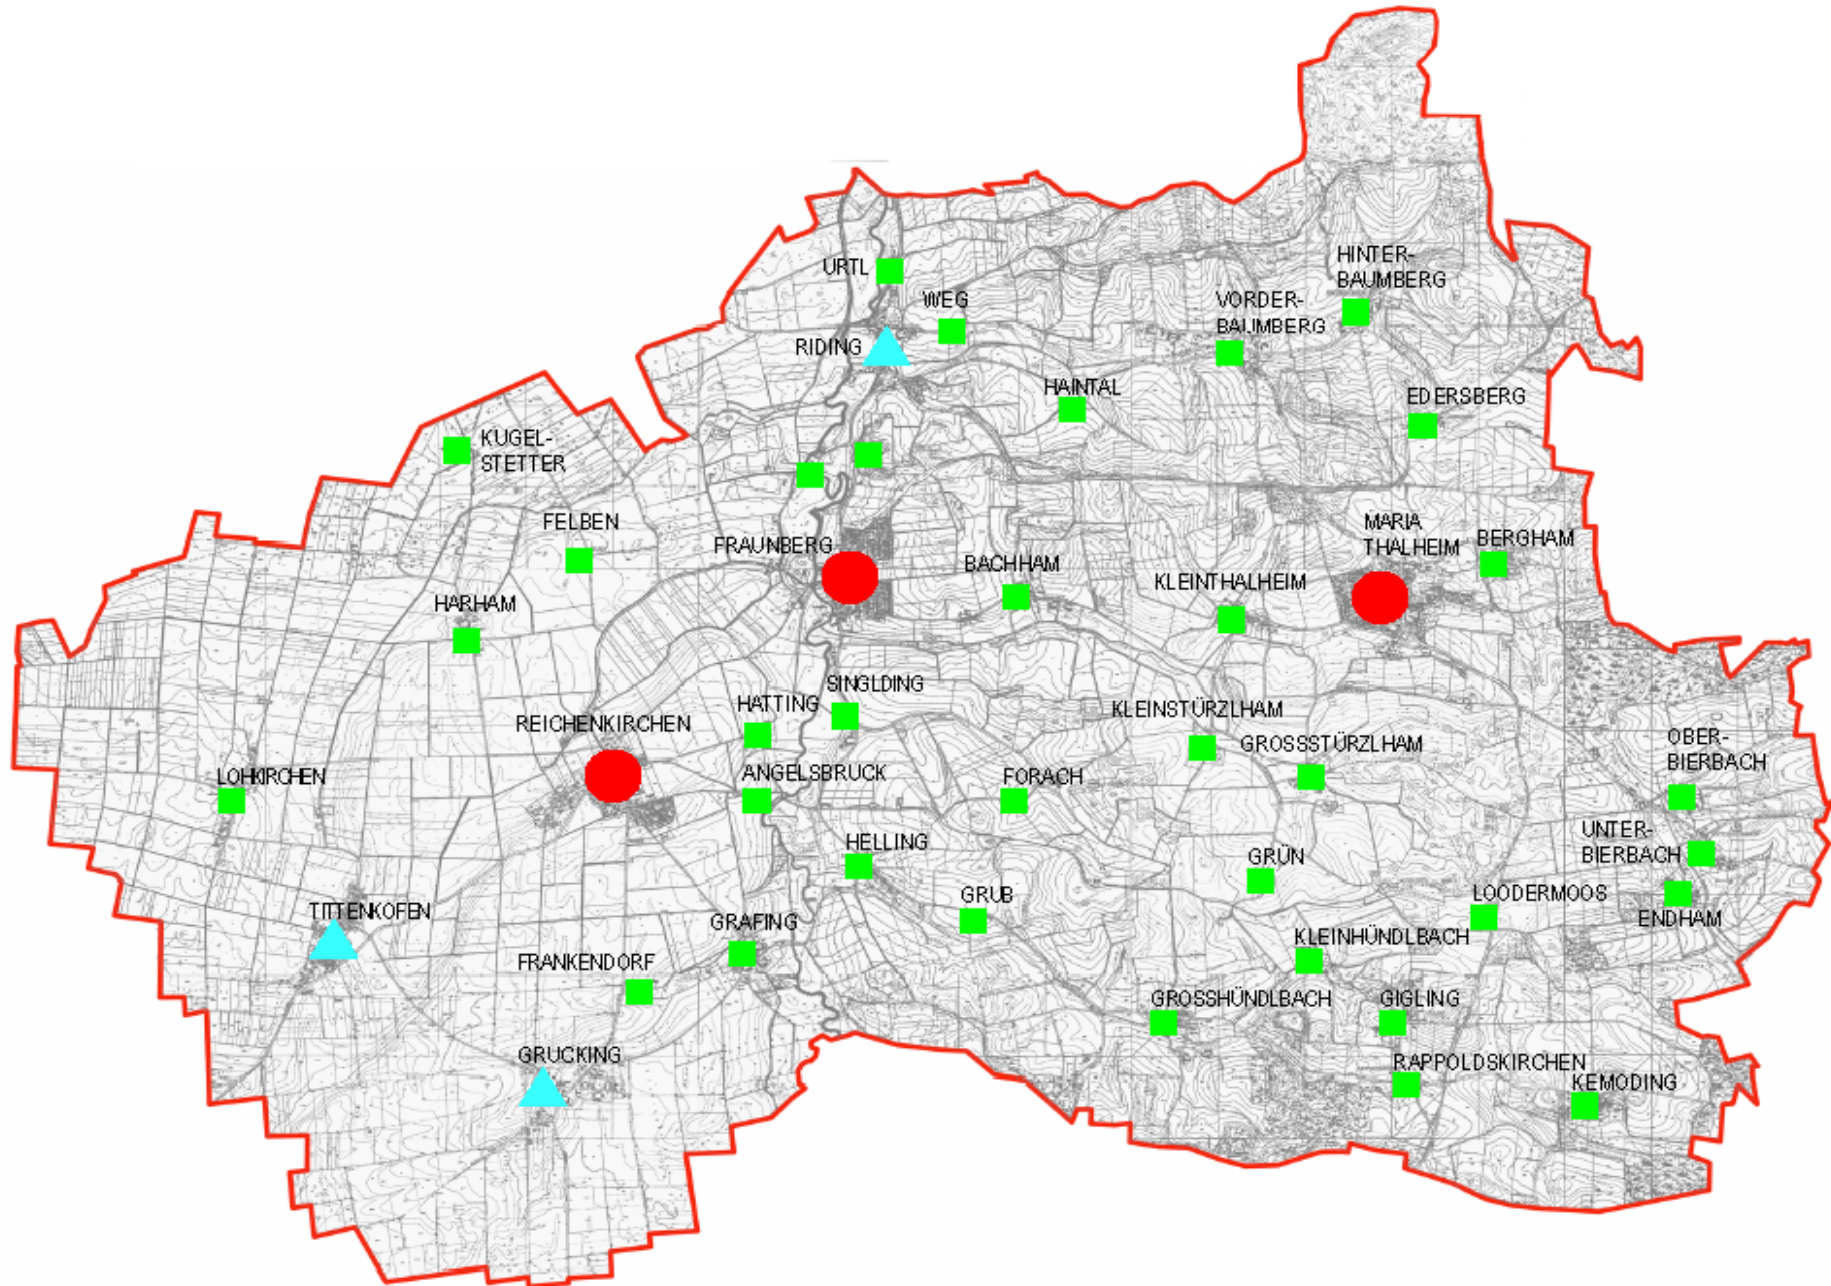 HINTER-
BAUMBERG
URTL
WEG
VORDER-
BAUMBERG
RIDING
HAINTAL
EDERSBERG
KUGEL-
STETTER
FELBEN
FRAUNBERG
MARIA
THALHEIM
BERGHAM
BACHHAM
KLEINTHALHEIM
HARHAM
SINGLDING
HATTING
REICHENKIRCHEN
KLEINSTÜRZLHAM
GROSSSTÜRZLHAM
OBER-
BIERBACH
LOHKIRCHEN
ANGELSBRUCK
FORACH
HELLING
UNTER-
BIERBACH
GRÜN
GRUB
LOODERMOOS
ENDHAM
TITTENKOFEN
GRAFING
KLEINHÜNDLBACH
FRANKENDORF
GROSSHÜNDLBACH
GIGLING
GRUCKING
RAPPOLDSKIRCHEN
KEMODING